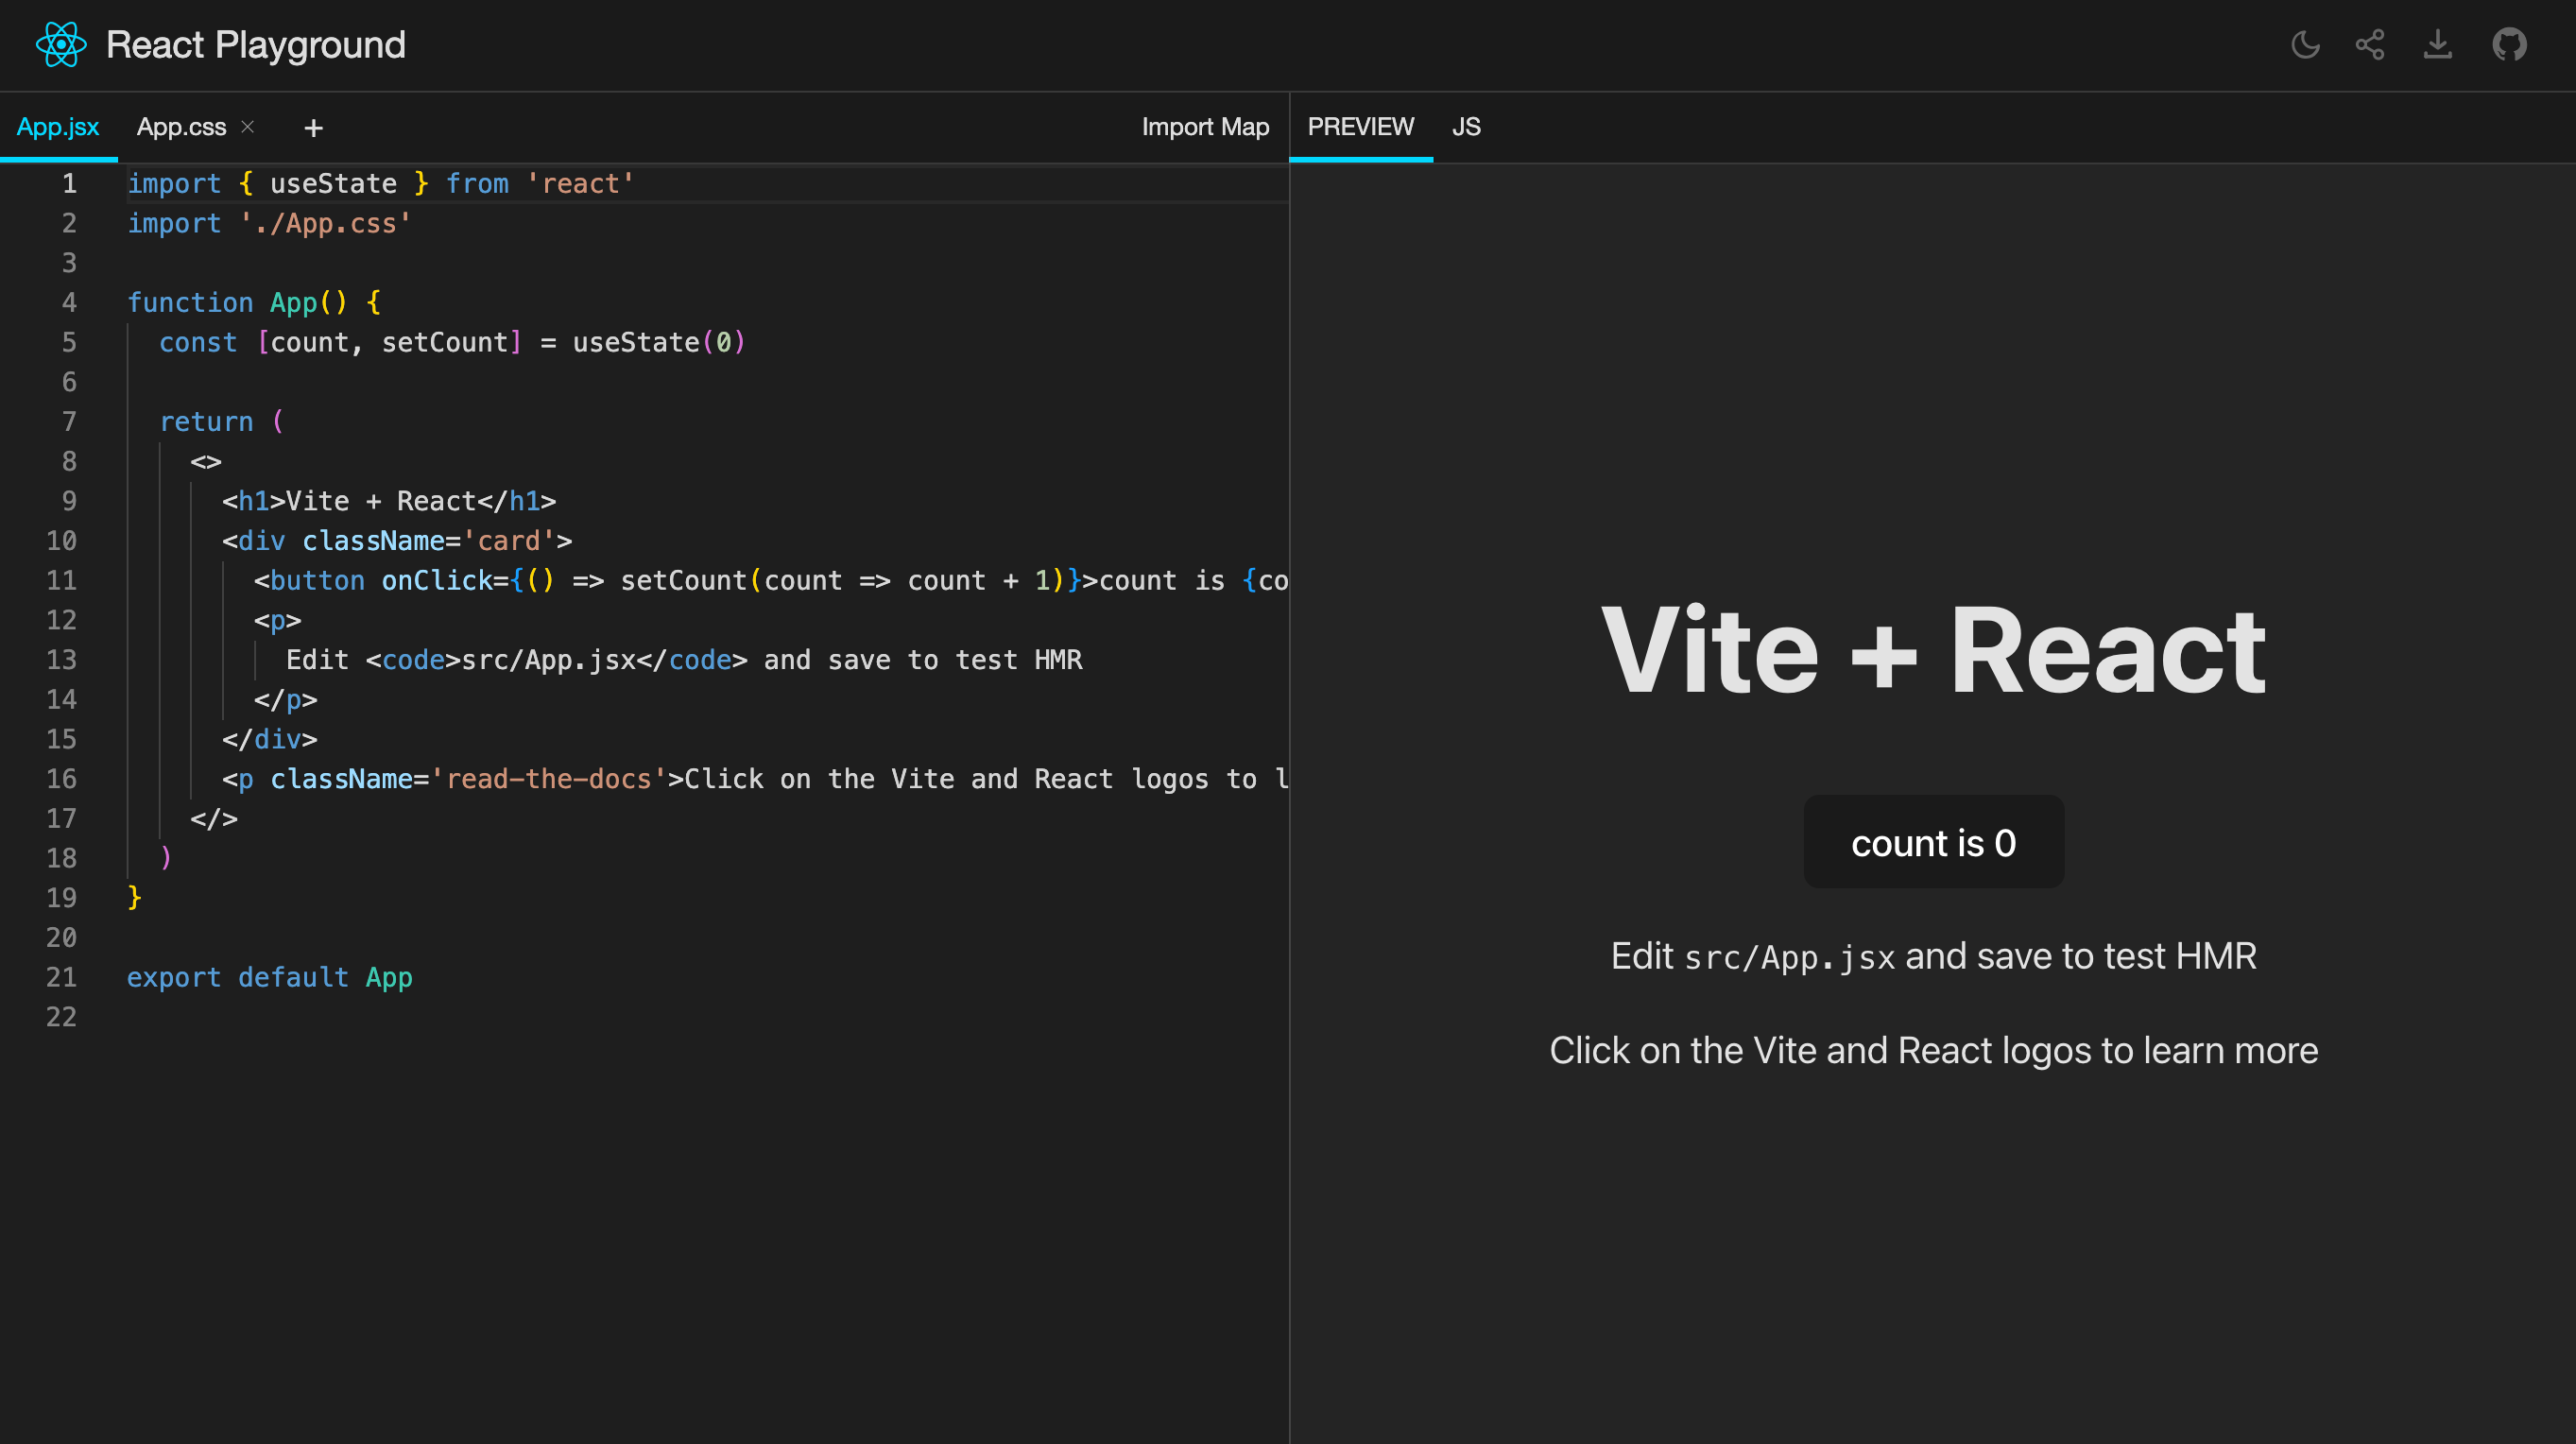 React Playground
App.jsx App.css × + Import Map
1 import { useState } from 'react'
2 import './App.css'
3
4 function App() {
5   const [count, setCount] = useState(0)
6
7   return (
8     <>
9       <h1>Vite + React</h1>
10       <div className='card'>
11         <button onClick={() => setCount(count => count + 1)}>count is {co
12         <p>
13           Edit <code>src/App.jsx</code> and save to test HMR
14         </p>
15       </div>
16       <p className='read-the-docs'>Click on the Vite and React logos to l
17     </>
18   )
19 }
20
21 export default App
22
PREVIEW JS
Vite + React
count is 0
Edit src/App.jsx and save to test HMR
Click on the Vite and React logos to learn more